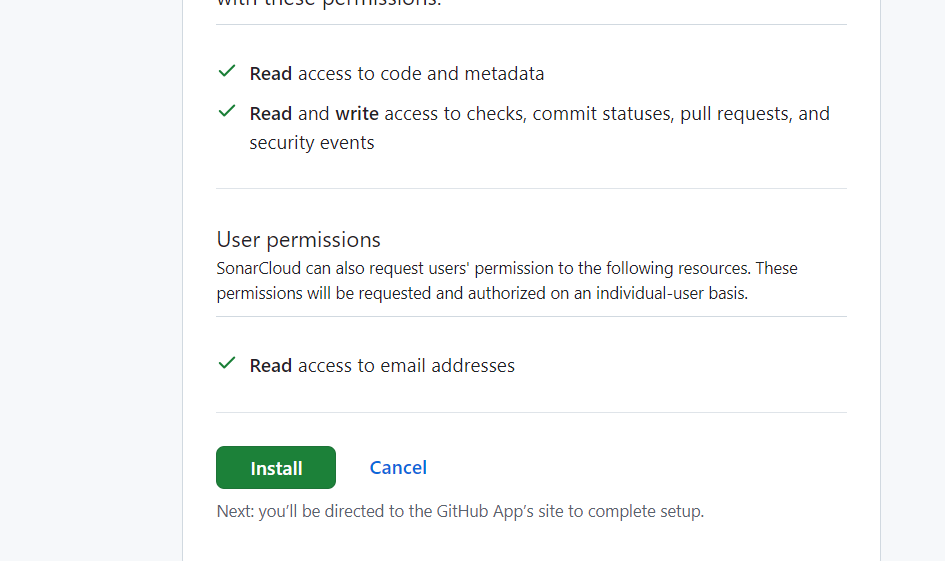 with these permissions:
Read access to code and metadata
Read and write access to checks, commit statuses, pull requests, and
security events
User permissions
SonarCloud can also request users' permission to the following resources. These
permissions will be requested and authorized on an individual-user basis.
Read access to email addresses
Install
Cancel
Next: you’ll be directed to the GitHub App’s site to complete setup.